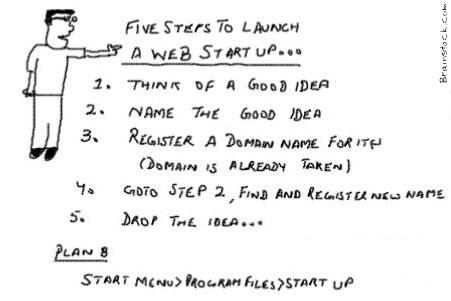 FIVE STEPS TO LAUNCH
A WEB START UP...
1. THINK OF A GOOD IDEA
2. NAME THE GOOD IDEA
3. REGISTER A DOMAIN NAME FOR IT
(DOMAIN IS ALREADY TAKEN)
4. GOTO STEP 2, FIND AND REGISTER NEW NAME
5. DROP THE IDEA...
PLAN B
START MENU>PROGRAM FILES>START UP
Brainstuck.com